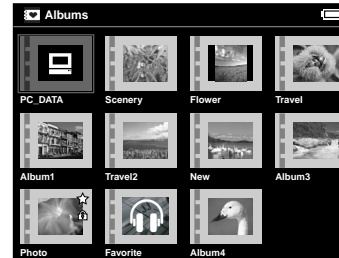 Albums
PC_DATA Scenery Flower Travel
Album1 Travel2 New Album3
Photo Favorite Album4